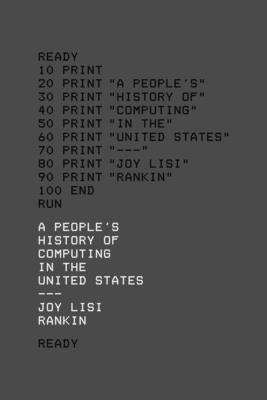 READY
10 PRINT
20 PRINT "A PEOPLE'S"
30 PRINT "HISTORY OF"
40 PRINT "COMPUTING"
50 PRINT "IN THE"
60 PRINT "UNITED STATES"
70 PRINT "---"
80 PRINT "JOY LISI"
90 PRINT "RANKIN"
100 END
RUN
A PEOPLE'S
HISTORY OF
COMPUTING
IN THE
UNITED STATES
---
JOY LISI
RANKIN
READY